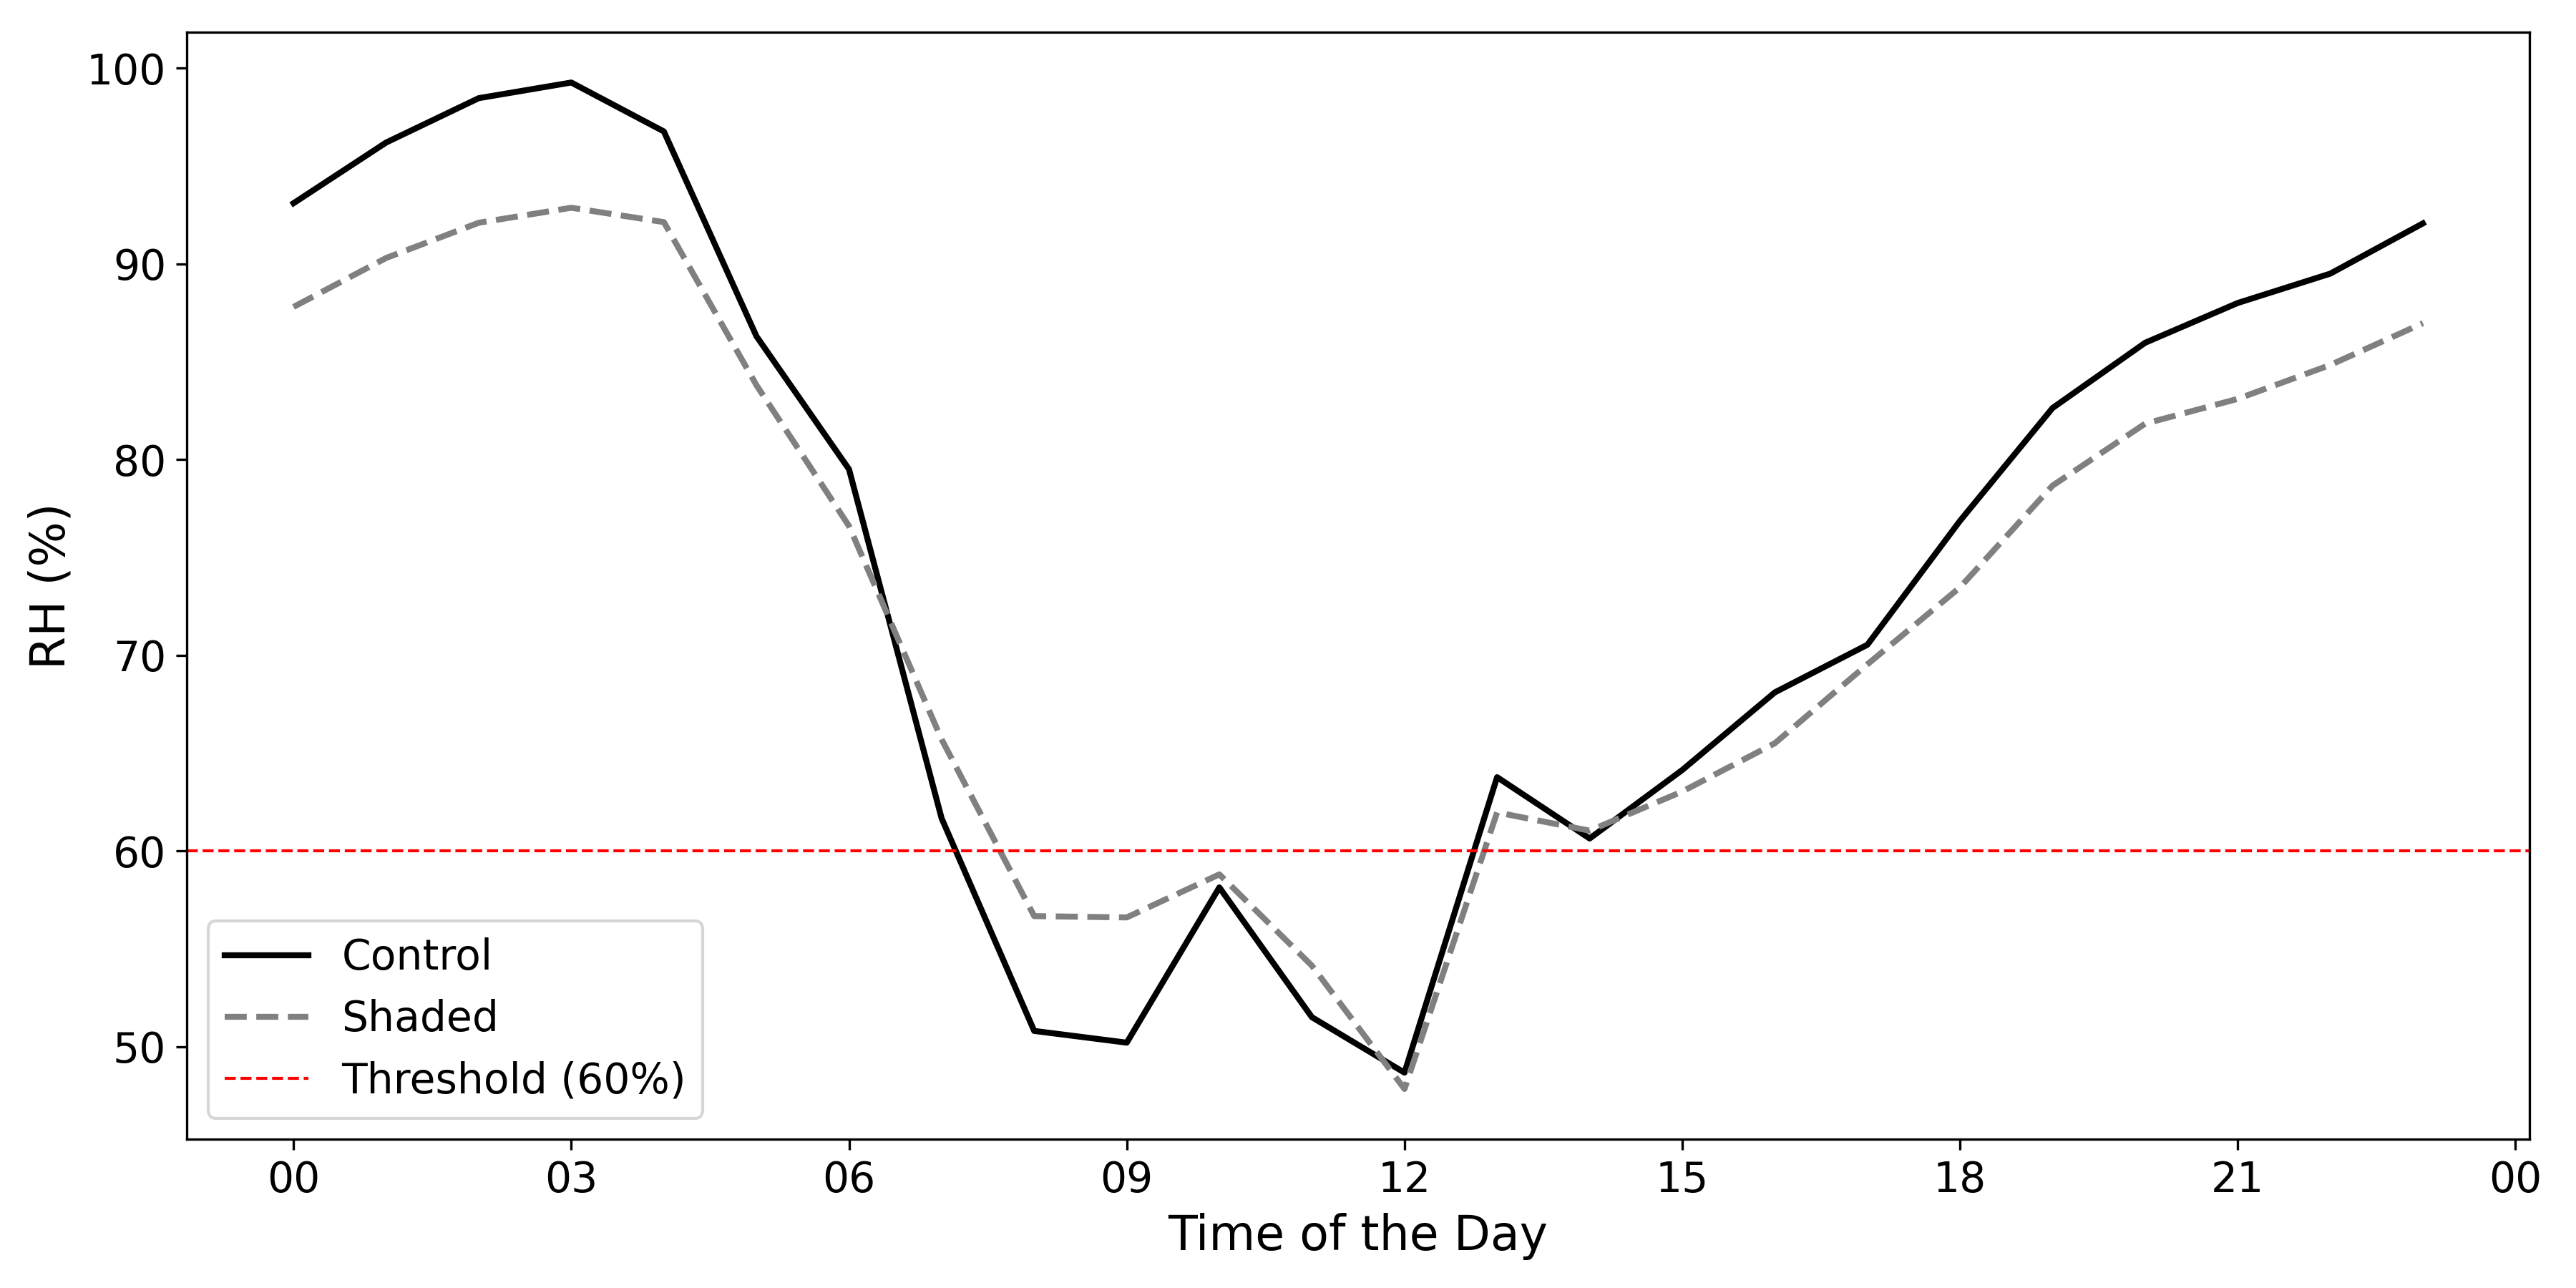 100
90
80
70
60
50
RH (%)
Control
Shaded
Threshold (60%)
00 03 06 09 12 15 18 21 00
Time of the Day